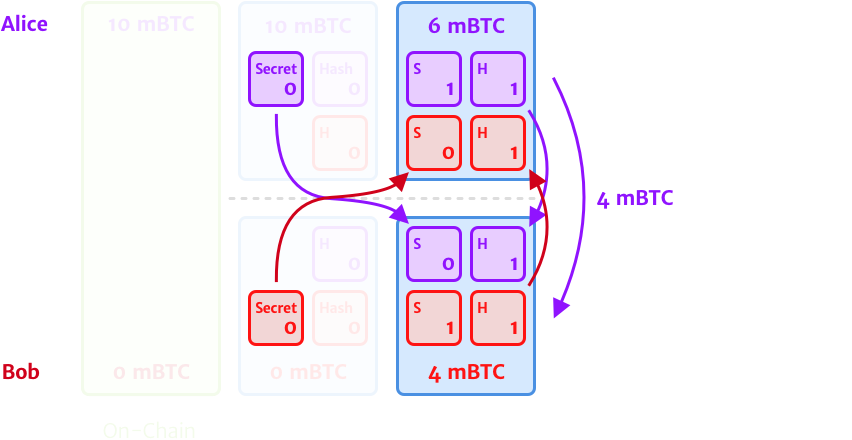 Alice
10 mBTC
10 mBTC
6 mBTC
Secret
0
Hash
0
S
1
H
1
H
0
S
0
H
1
4 mBTC
H
0
S
0
H
1
Secret
0
Hash
0
S
1
H
1
Bob
0 mBTC
0 mBTC
4 mBTC
On-Chain